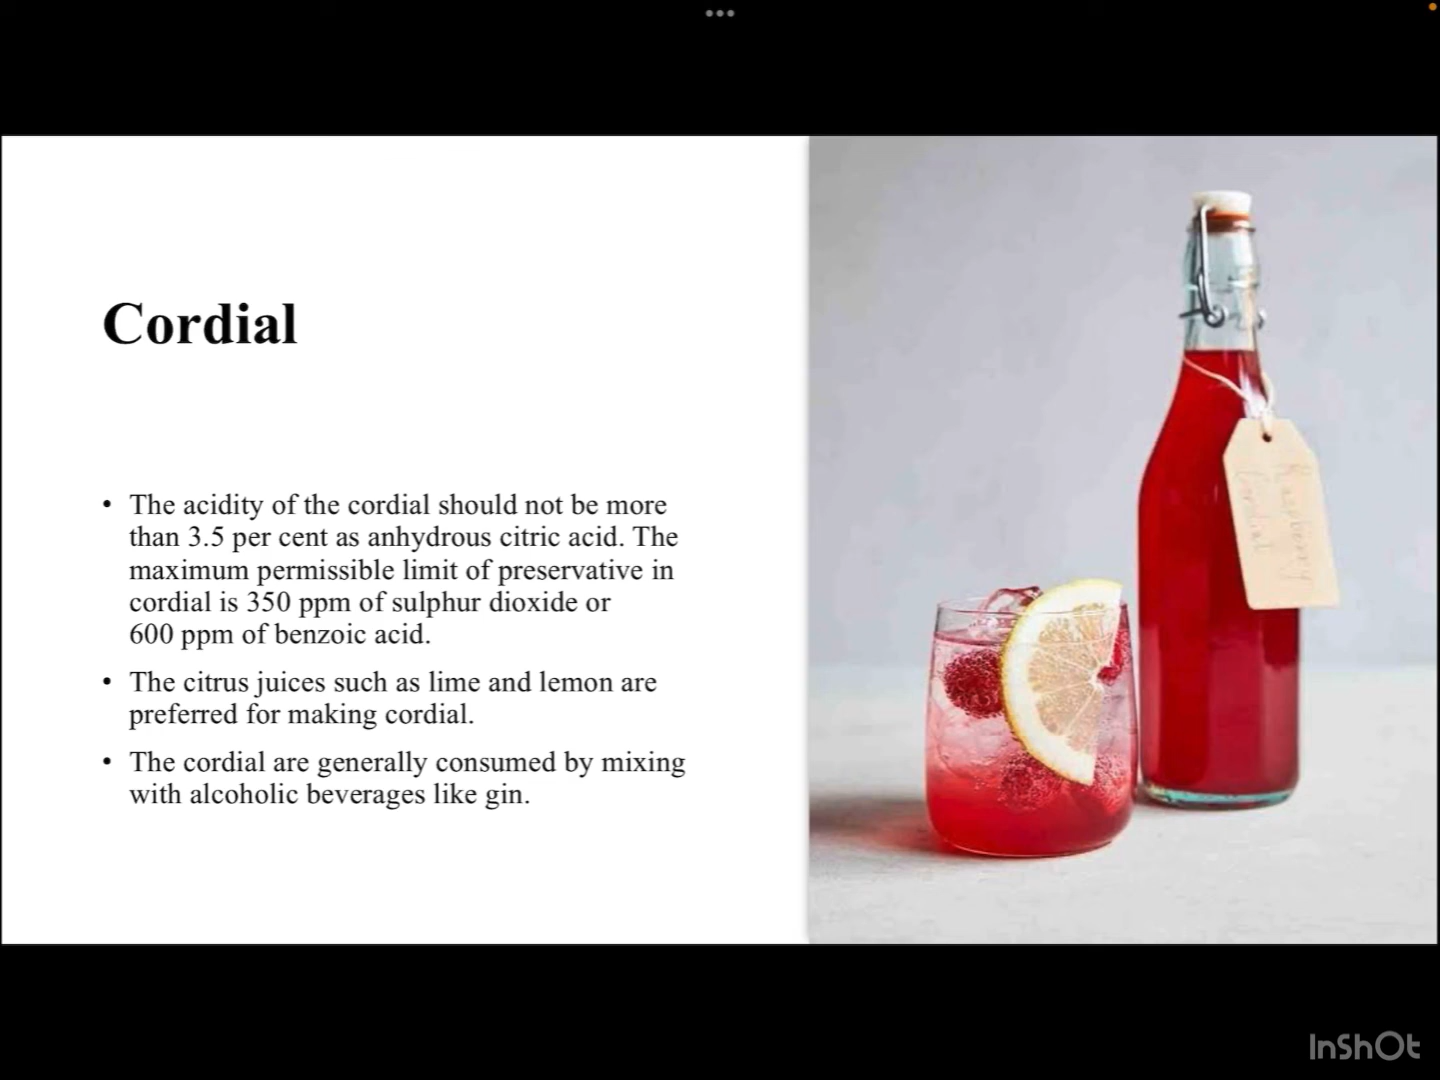 Cordial
• The acidity of the cordial should not be more
than 3.5 per cent as anhydrous citric acid. The
maximum permissible limit of preservative in
cordial is 350 ppm of sulphur dioxide or
600 ppm of benzoic acid.
• The citrus juices such as lime and lemon are
preferred for making cordial.
• The cordial are generally consumed by mixing
with alcoholic beverages like gin.
Cordial
InShOt